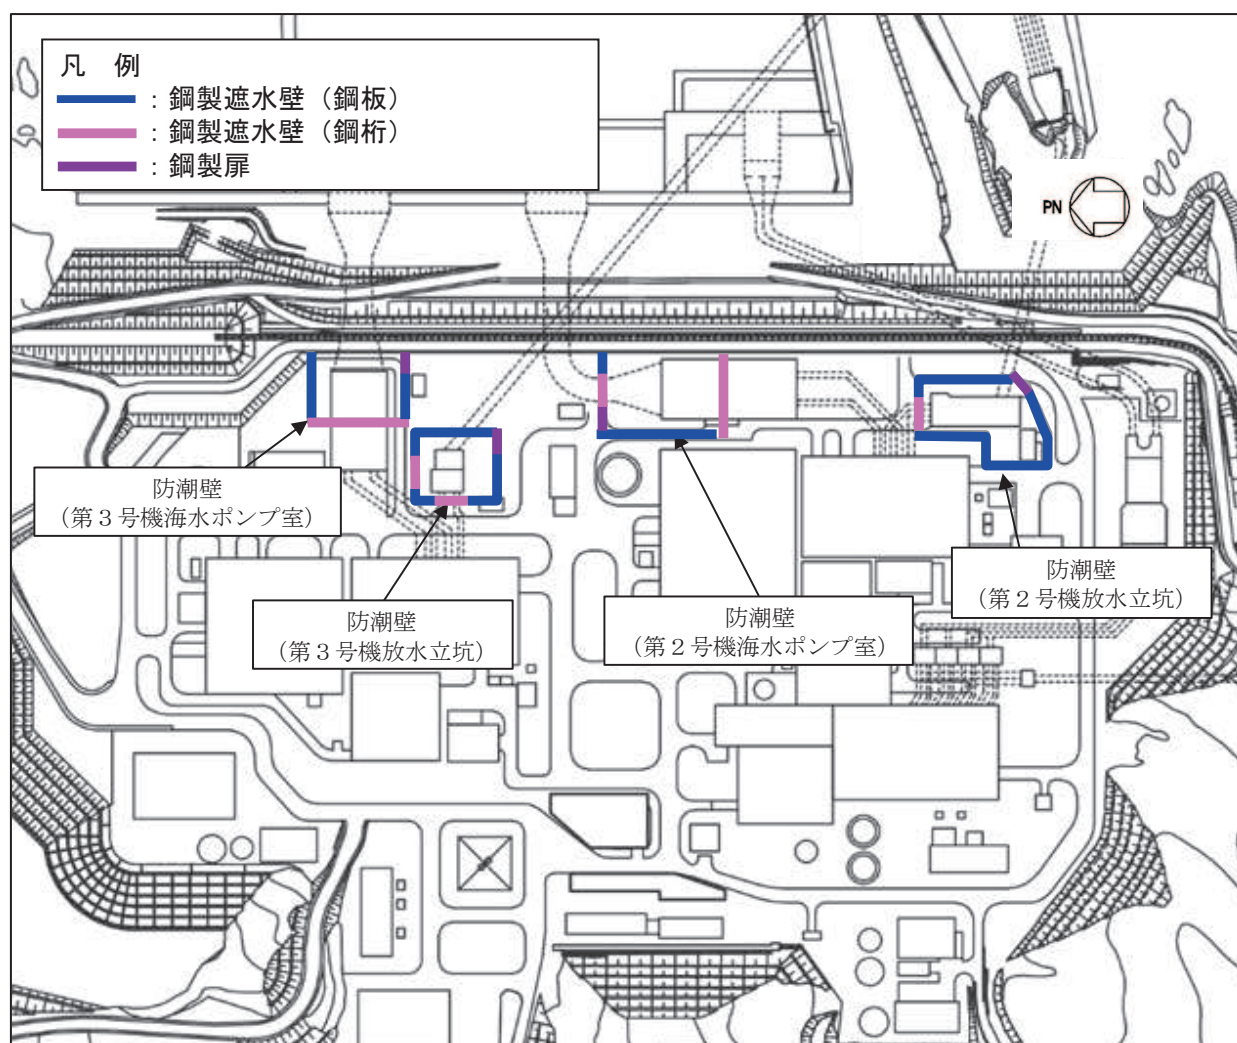 凡　例
：鋼製遮水壁（鋼板）
：鋼製遮水壁（鋼桁）
：鋼製扉
PN
防潮壁
（第３号機海水ポンプ室）
防潮壁
（第３号機放水立坑）
防潮壁
（第２号機海水ポンプ室）
防潮壁
（第２号機放水立坑）